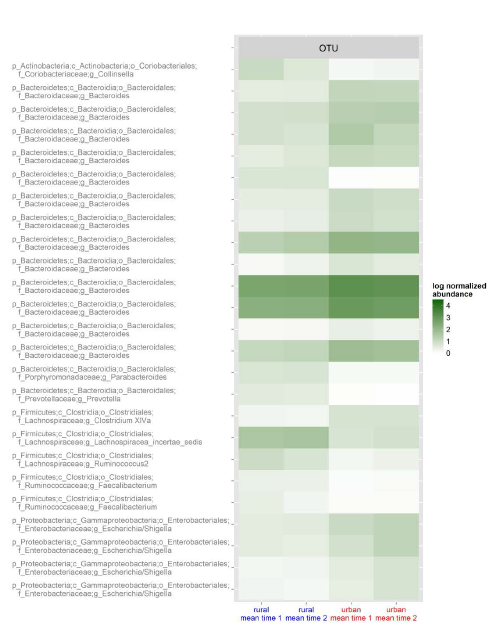 OTU
p_Actinobacteria;c_Actinobacteria;o_Coriobacteriales;
f_Coriobacteriaceae;g_Collinsella
p_Bacteroidetes;c_Bacteroidia;o_Bacteroidales;
f_Bacteroidaceae;g_Bacteroides
p_Bacteroidetes;c_Bacteroidia;o_Bacteroidales;
f_Bacteroidaceae;g_Bacteroides
p_Bacteroidetes;c_Bacteroidia;o_Bacteroidales;
f_Bacteroidaceae;g_Bacteroides
p_Bacteroidetes;c_Bacteroidia;o_Bacteroidales;
f_Bacteroidaceae;g_Bacteroides
p_Bacteroidetes;c_Bacteroidia;o_Bacteroidales;
f_Bacteroidaceae;g_Bacteroides
p_Bacteroidetes;c_Bacteroidia;o_Bacteroidales;
f_Bacteroidaceae;g_Bacteroides
p_Bacteroidetes;c_Bacteroidia;o_Bacteroidales;
f_Bacteroidaceae;g_Bacteroides
p_Bacteroidetes;c_Bacteroidia;o_Bacteroidales;
f_Bacteroidaceae;g_Bacteroides
p_Bacteroidetes;c_Bacteroidia;o_Bacteroidales;
f_Bacteroidaceae;g_Bacteroides
p_Bacteroidetes;c_Bacteroidia;o_Bacteroidales;
f_Bacteroidaceae;g_Bacteroides
p_Bacteroidetes;c_Bacteroidia;o_Bacteroidales;
f_Bacteroidaceae;g_Bacteroides
p_Bacteroidetes;c_Bacteroidia;o_Bacteroidales;
f_Bacteroidaceae;g_Bacteroides
p_Bacteroidetes;c_Bacteroidia;o_Bacteroidales;
f_Porphyromonadaceae;g_Parabacteroides
p_Bacteroidetes;c_Bacteroidia;o_Bacteroidales;
f_Prevotellaceae;g_Prevotella
p_Firmicutes;c_Clostridia;o_Clostridiales;
f_Lachnospiraceae;g_Clostridium XIVa
p_Firmicutes;c_Clostridia;o_Clostridiales;
f_Lachnospiraceae;g_Lachnospiracea_incertae_sedis
p_Firmicutes;c_Clostridia;o_Clostridiales;
f_Lachnospiraceae;g_Ruminococcus2
p_Firmicutes;c_Clostridia;o_Clostridiales;
f_Ruminococcaceae;g_Faecalibacterium
p_Firmicutes;c_Clostridia;o_Clostridiales;
f_Ruminococcaceae;g_Faecalibacterium
p_Proteobacteria;c_Gammaproteobacteria;o_Enterobacteriales;
f_Enterobacteriaceae;g_Escherichia/Shigella
p_Proteobacteria;c_Gammaproteobacteria;o_Enterobacteriales;
f_Enterobacteriaceae;g_Escherichia/Shigella
p_Proteobacteria;c_Gammaproteobacteria;o_Enterobacteriales;
f_Enterobacteriaceae;g_Escherichia/Shigella
p_Proteobacteria;c_Gammaproteobacteria;o_Enterobacteriales;
f_Enterobacteriaceae;g_Escherichia/Shigella
rural rural urban urban
mean time 1 mean time 2 mean time 1 mean time 2
log normalized
abundance
4
3
2
1
0